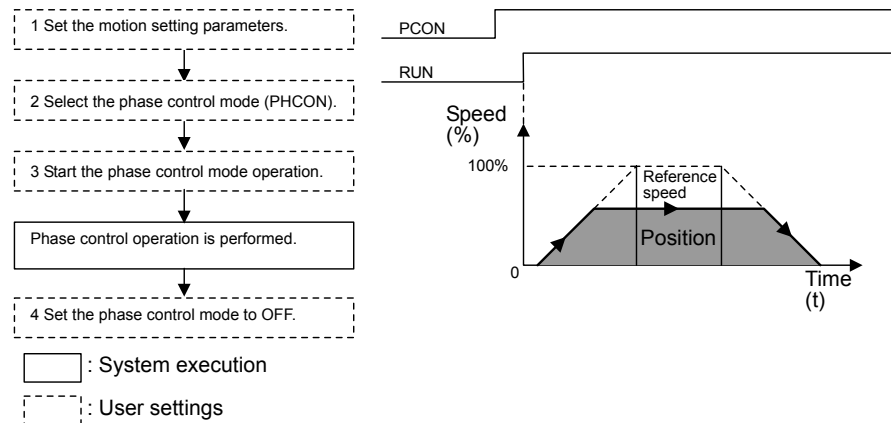 1 Set the motion setting parameters.
2 Select the phase control mode (PHCON).
3 Start the phase control mode operation.
Phase control operation is performed.
4 Set the phase control mode to OFF.
: System execution
: User settings
PCON
RUN
Speed
(%)
100%
Reference
speed
Position
0
Time
(t)